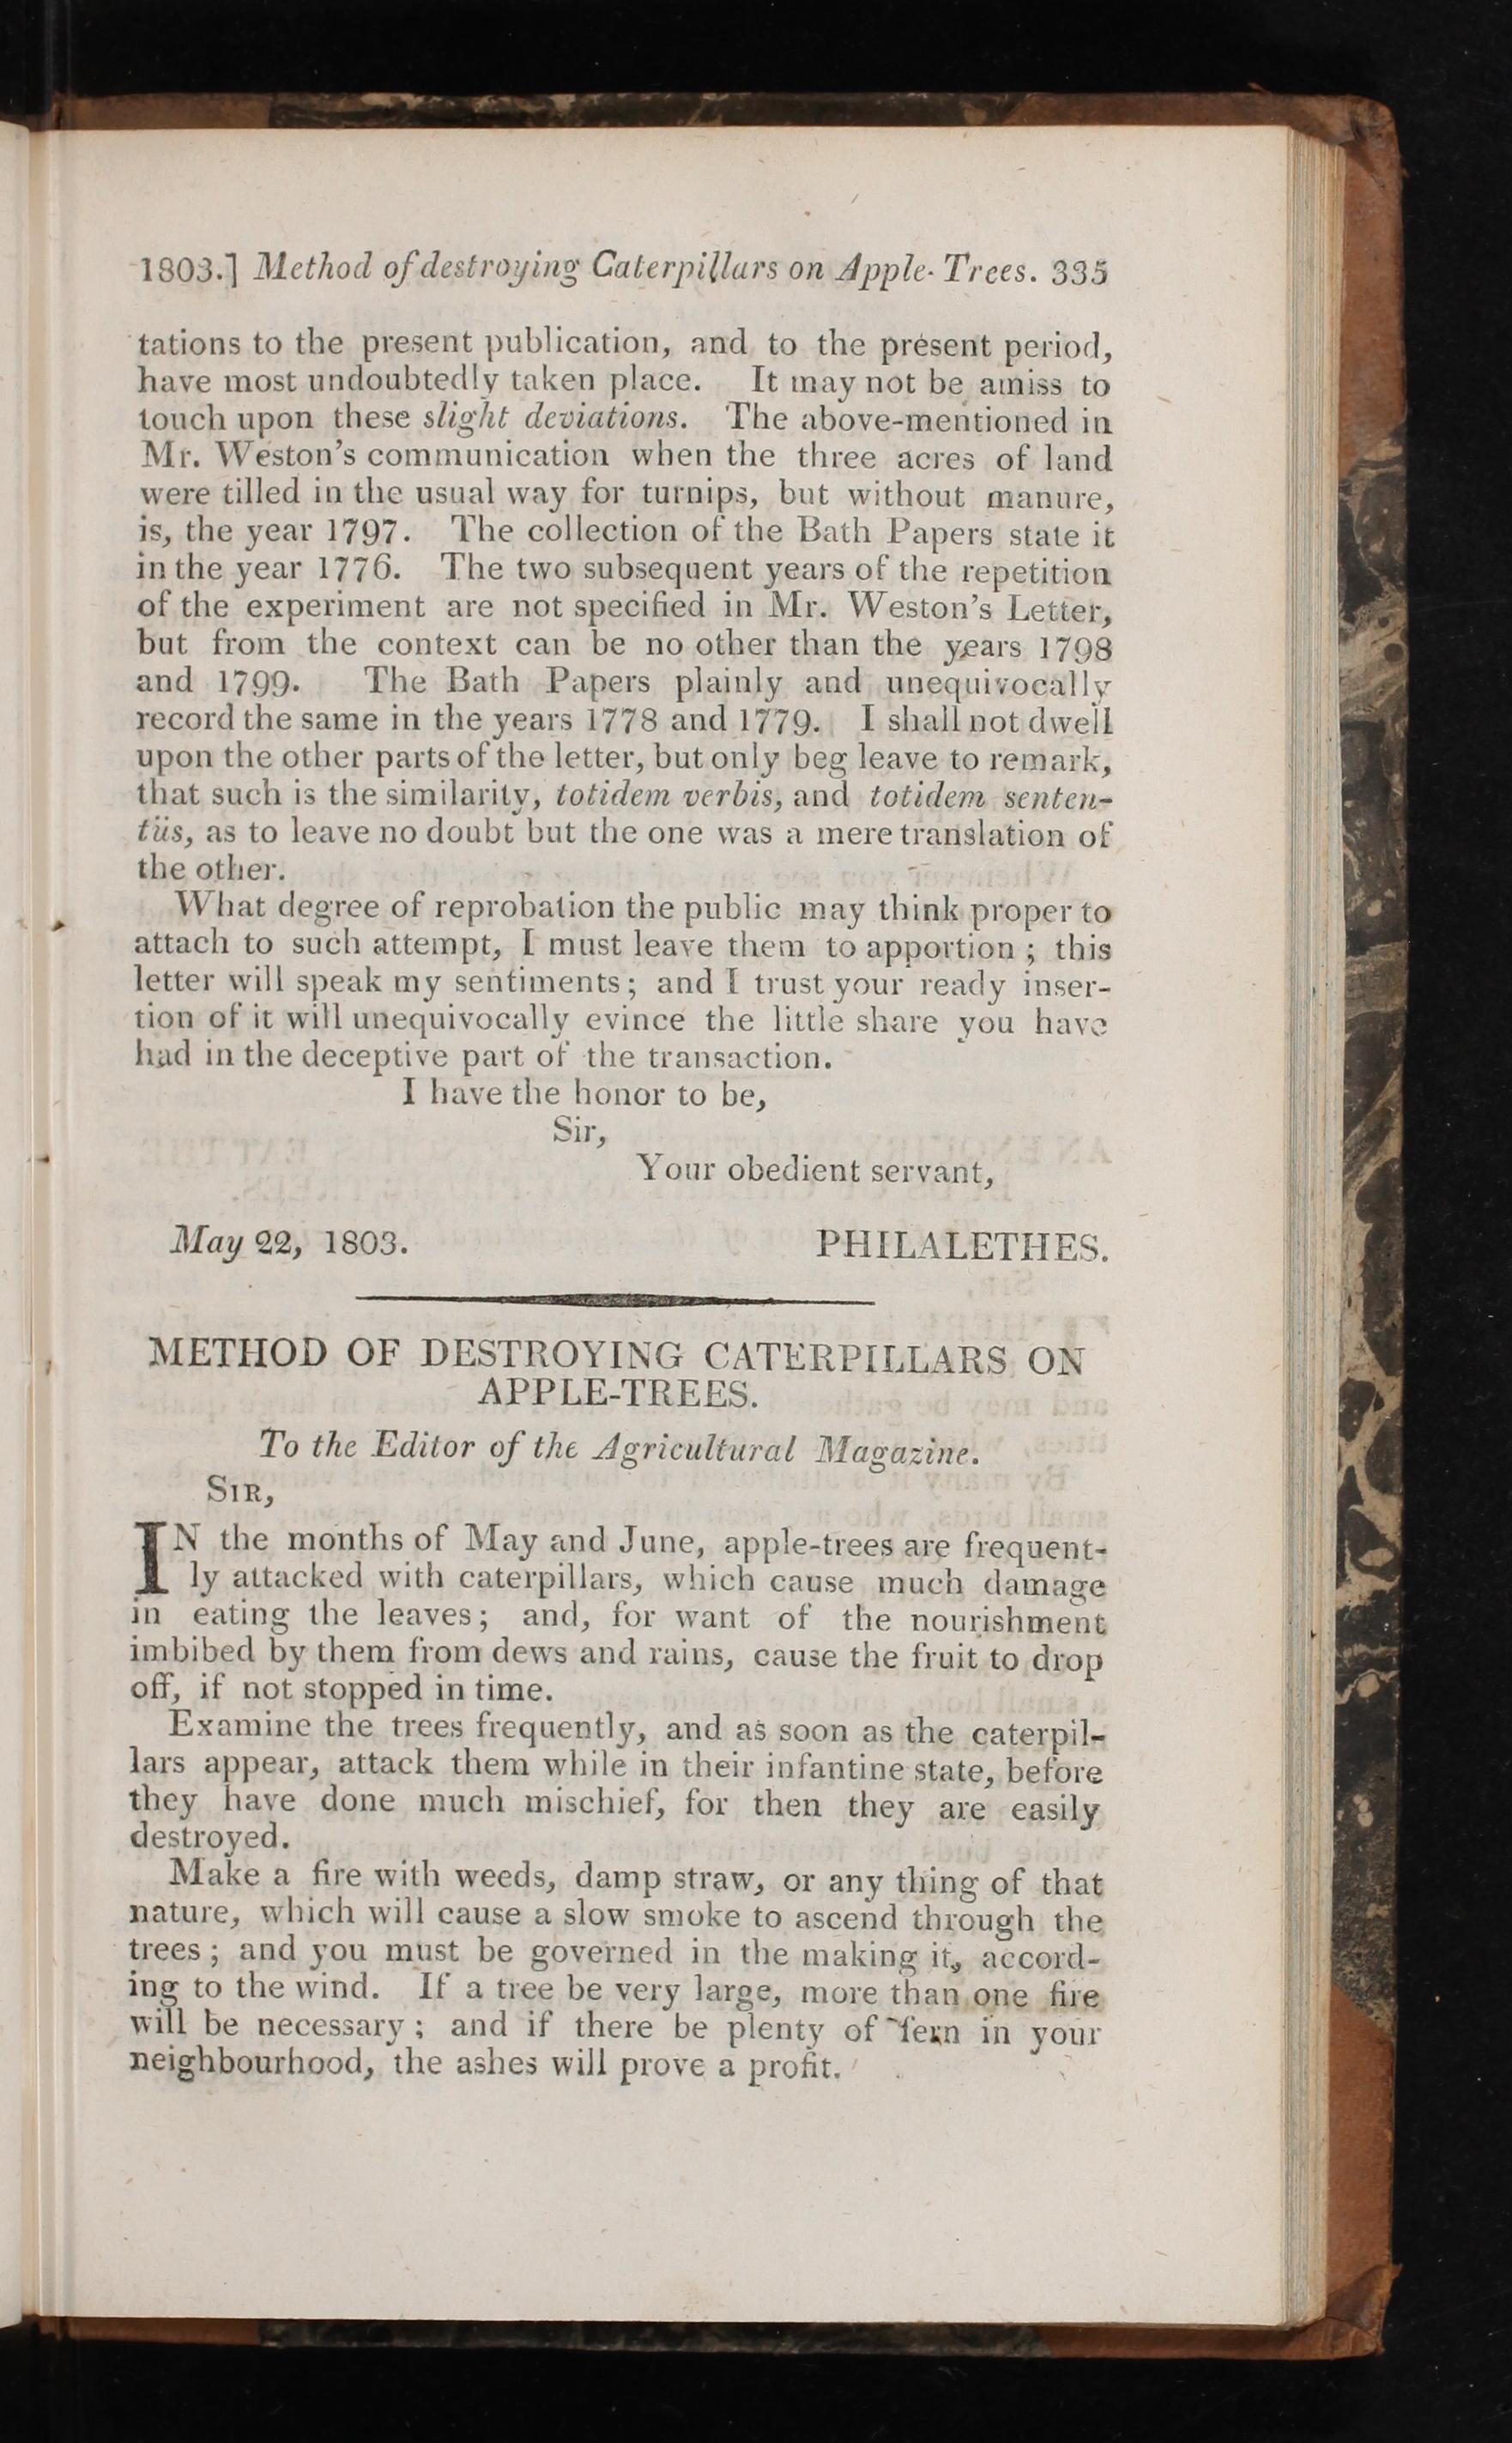 1803.] Method of destroying Caterpillars on Apple-Trees. 335
tations to the present publication, and to the present period,
have most undoubtedly taken place. It may not be amiss to
touch upon these slight deviations. The above-mentioned in
Mr. Weston's communication when the three acres of land
were tilled in the usual way for turnips, but without manure,
is, the year 1797. The collection of the Bath Papers state it
in the year 1776. The two subsequent years of the repetition
of the experiment are not specified in Mr. Weston's Letter,
but from the context can be no other than the years 1798
and 1799. The Bath Papers plainly and unequivocally
record the same in the years 1778 and 1779. I shall not dwell
upon the other parts of the letter, but only beg leave to remark,
that such is the similarity, totidem verbis, and totidem senten-
tiis, as to leave no doubt but the one was a mere translation of
the other.
What degree of reprobation the public may think proper to
attach to such attempt, I must leave them to apportion; this
letter will speak my sentiments; and I trust your ready inser-
tion of it will unequivocally evince the little share you have
had in the deceptive part of the transaction.
I have the honor to be,
Sir,
Your obedient servant,
May 22, 1803. PHILALETHES.
METHOD OF DESTROYING CATERPILLARS ON
APPLE-TREES.
To the Editor of the Agricultural Magazine.
SIR,
IN the months of May and June, apple-trees are frequent-
ly attacked with caterpillars, which cause much damage
in eating the leaves; and, for want of the nourishment
imbibed by them from dews and rains, cause the fruit to drop
off, if not stopped in time.
Examine the trees frequently, and as soon as the caterpil-
lars appear, attack them while in their infantine state, before
they have done much mischief, for then they are easily
destroyed.
Make a fire with weeds, damp straw, or any thing of that
nature, which will cause a slow smoke to ascend through the
trees; and you must be governed in the making it, accord-
ing to the wind. If a tree be very large, more than one fire
will be necessary; and if there be plenty of fern in your
neighbourhood, the ashes will prove a profit.